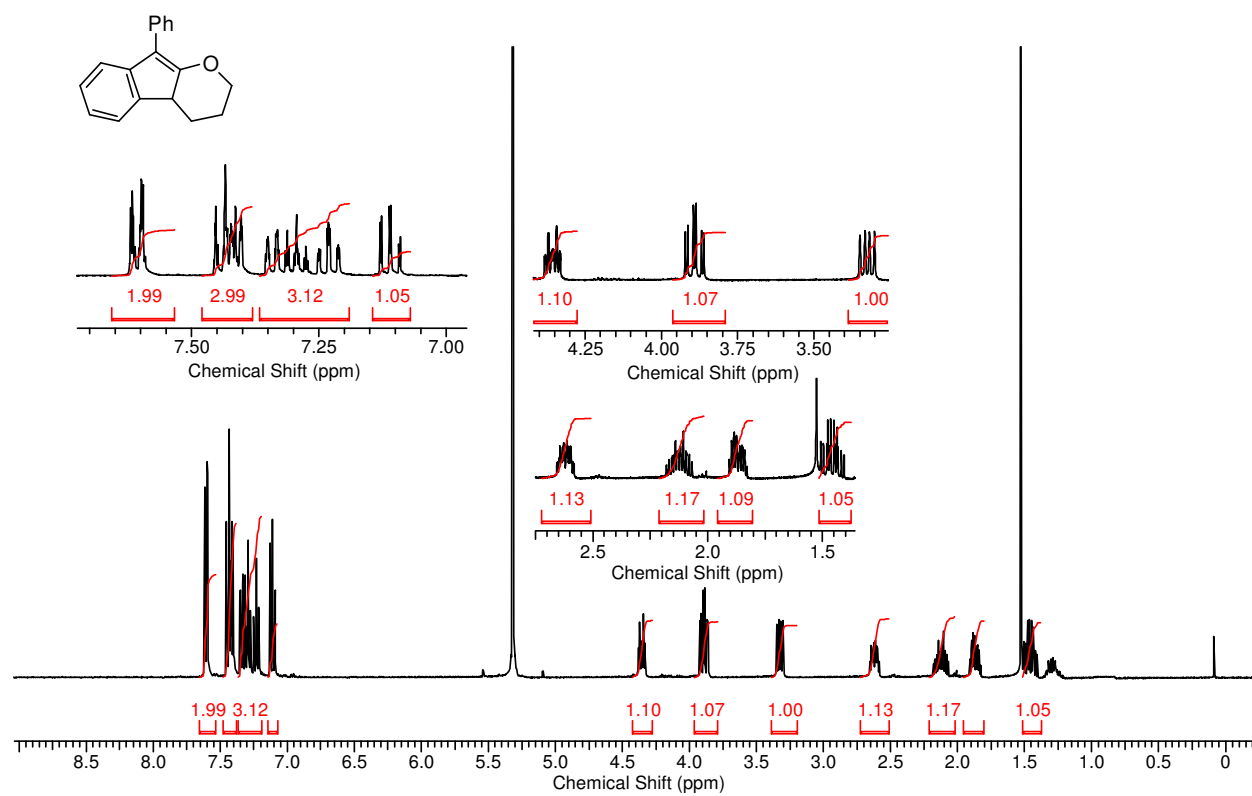 Ph
O
1.99 2.99 3.12 1.05
7.50 7.25 7.00
Chemical Shift (ppm)
1.10 1.07 1.00
4.25 4.00 3.75 3.50
Chemical Shift (ppm)
1.13 1.17 1.09 1.05
2.5 2.0 1.5
Chemical Shift (ppm)
1.99 3.12 1.10 1.07 1.00 1.13 1.17 1.05
8.5 8.0 7.5 7.0 6.5 6.0 5.5 5.0 4.5 4.0 3.5 3.0 2.5 2.0 1.5 1.0 0.5 0
Chemical Shift (ppm)